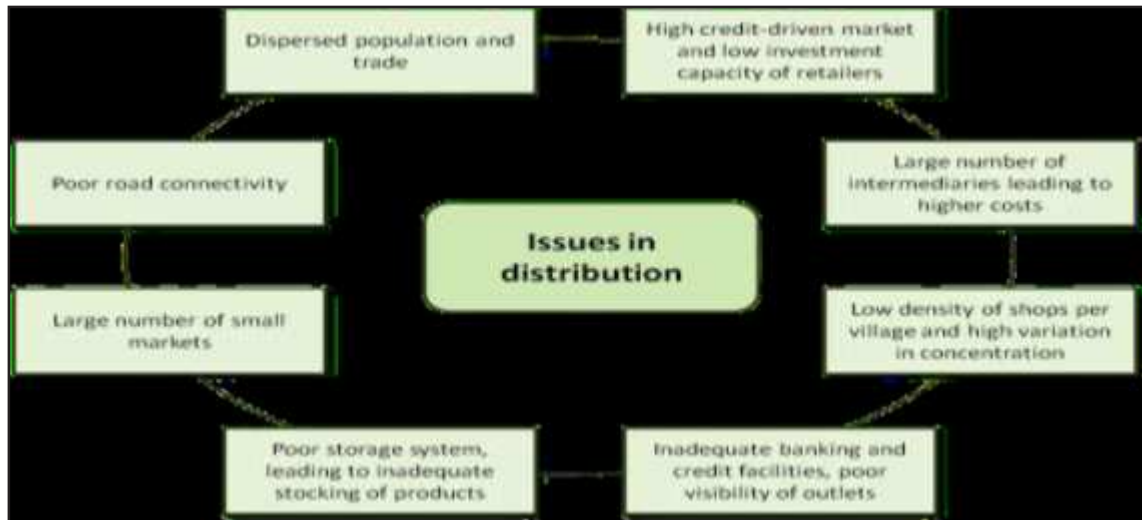 Dispersed population and
trade
High credit-driven market
and low investment
capacity of retailers
Poor road connectivity
Large number of
intermediaries leading to
higher costs
Issues in
distribution
Large number of small
markets
Low density of shops per
village and high variation
in concentration
Poor storage system,
leading to inadequate
stocking of products
Inadequate banking and
credit facilities, poor
visibility of outlets